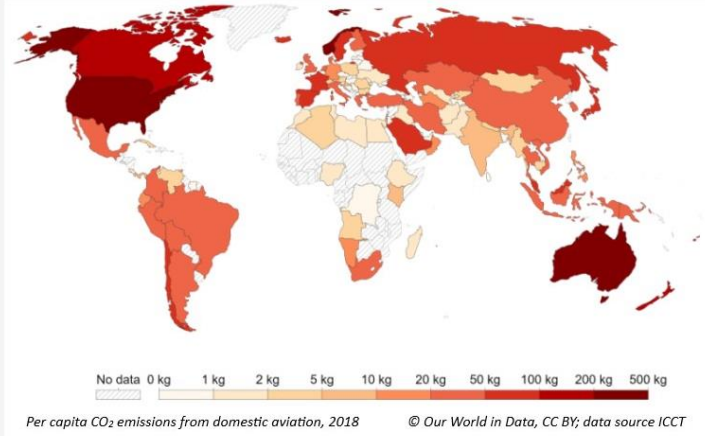 No data 0 kg 1 kg 2 kg 5 kg 10 kg 20 kg 50 kg 100 kg 200 kg 500 kg
Per capita CO₂ emissions from domestic aviation, 2018 © Our World in Data, CC BY; data source ICCT